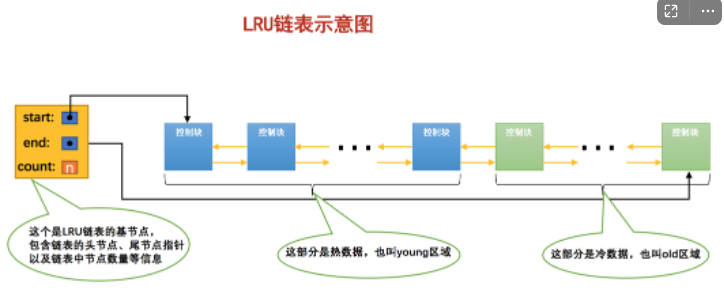 LRU链表示意图
start:
end:
count:
n
控制块
控制块
控制块
控制块
控制块
这个是LRU链表的基节点，
包含链表的头节点、尾节点指针
以及链表中节点数量等信息
这部分是热数据，也叫young区域
这部分是冷数据，也叫old区域